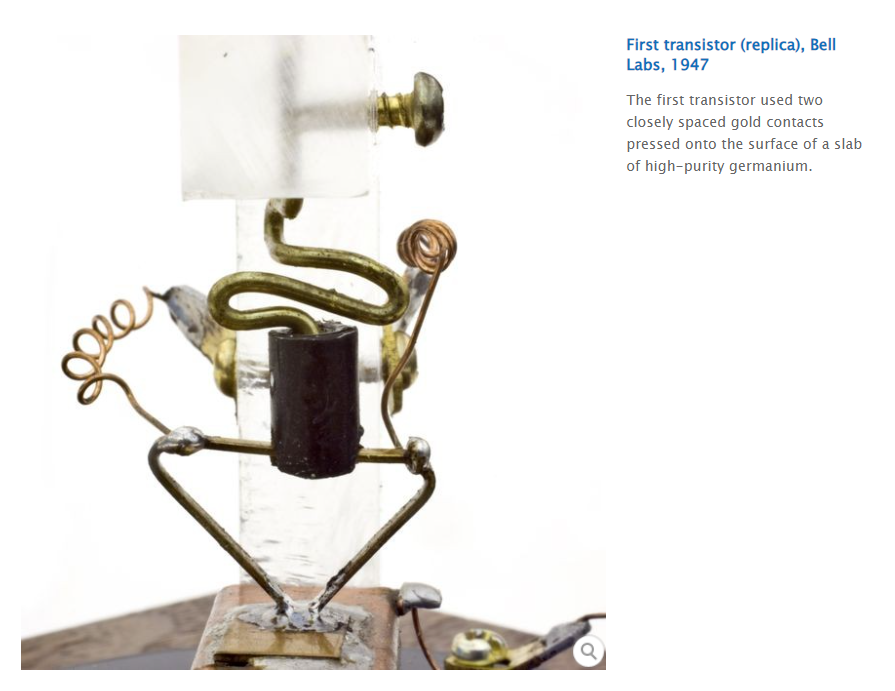 First transistor (replica), Bell
Labs, 1947
The first transistor used two
closely spaced gold contacts
pressed onto the surface of a slab
of high-purity germanium.